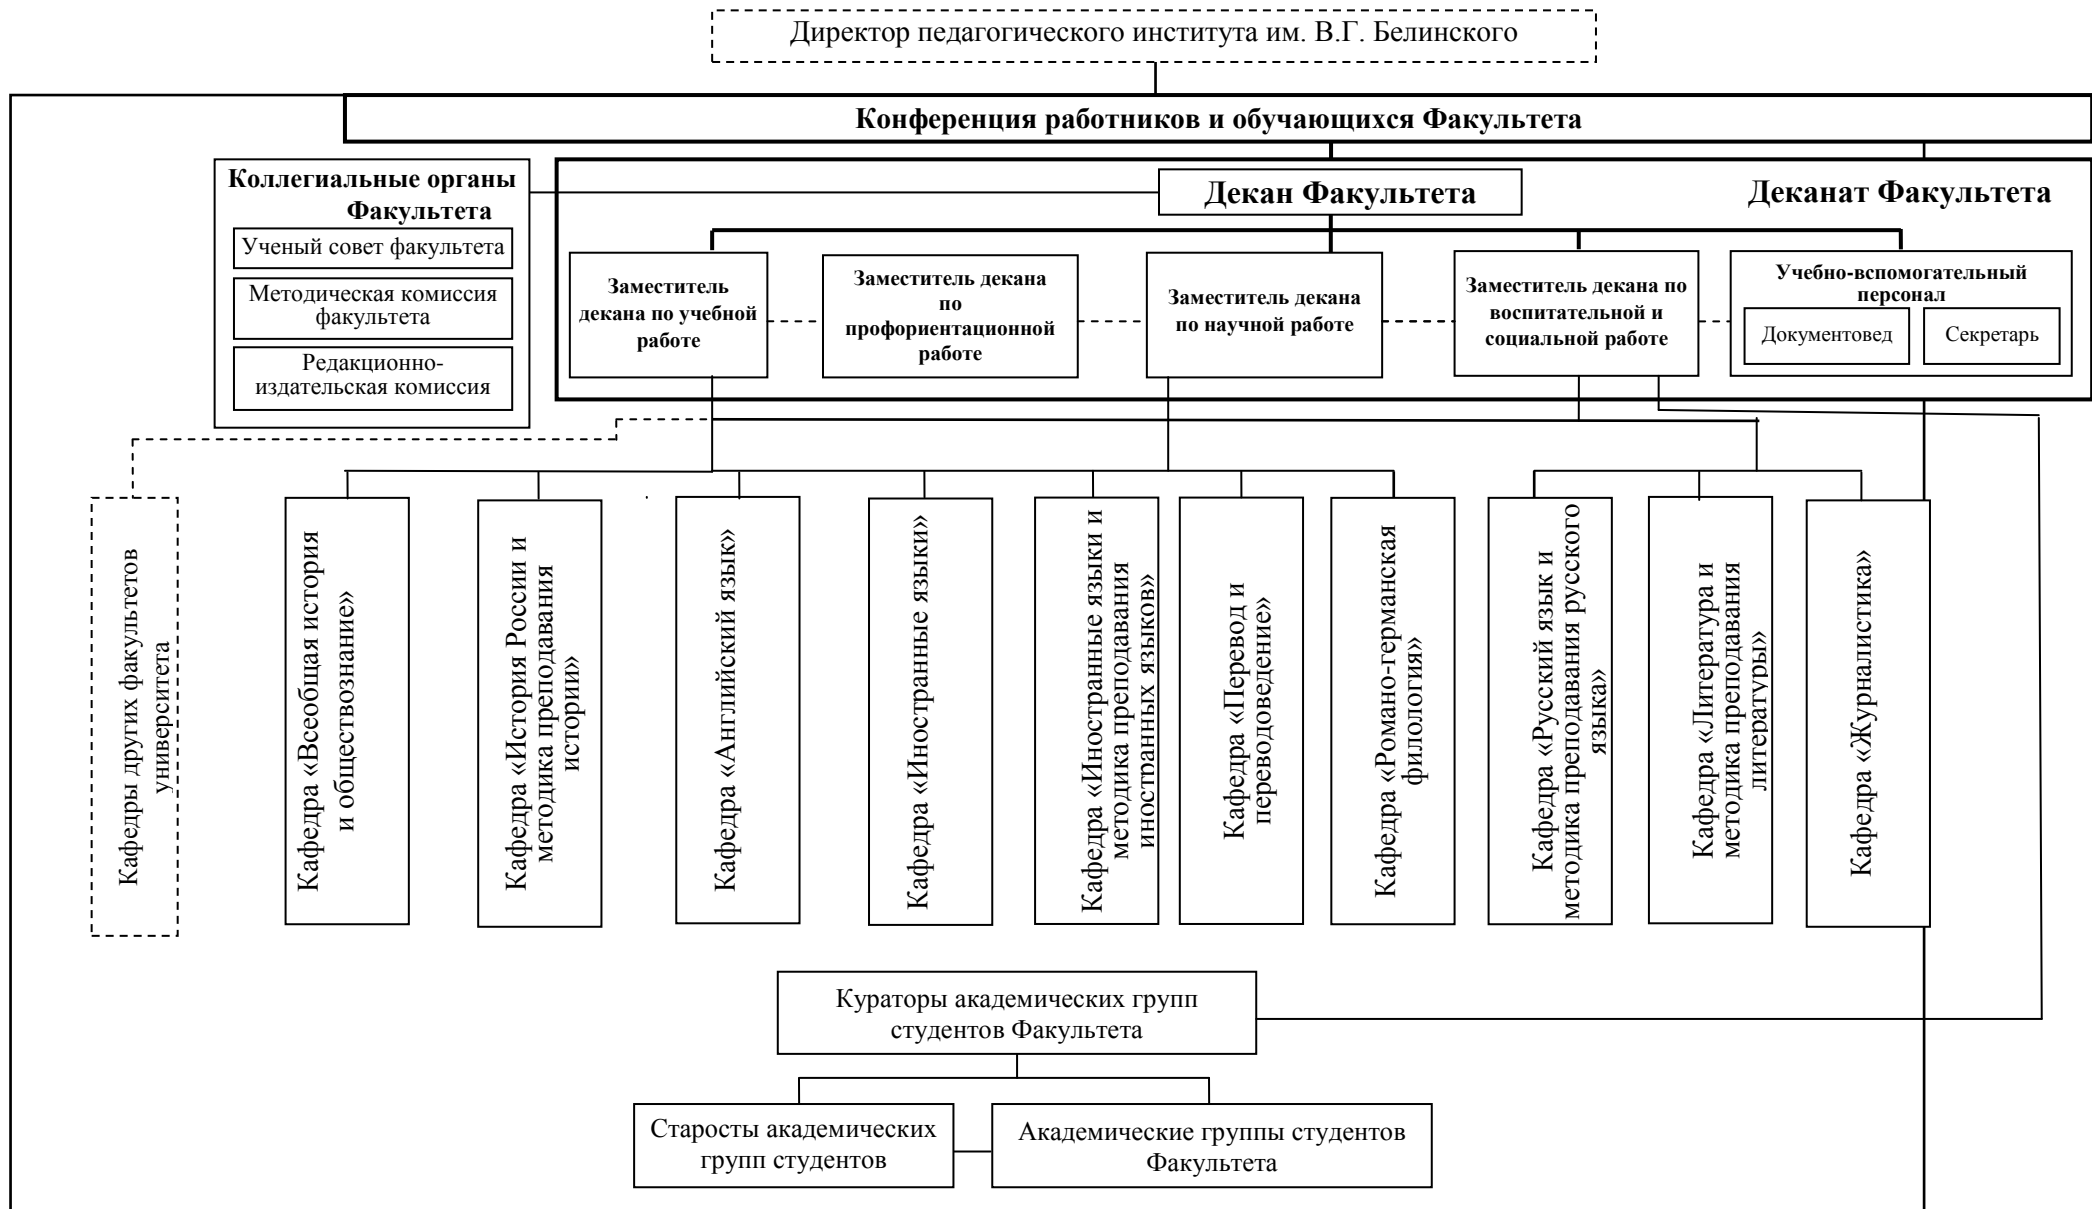 Директор педагогического института им. В.Г. Белинского
Конференция работников и обучающихся Факультета
Коллегиальные органы
Факультета
Ученый совет факультета
Методическая комиссия
факультета
Редакционно-
издательская комиссия
Декан Факультета
Деканат Факультета
Заместитель
декана по учебной
работе
Заместитель декана
по
профориентационной
работе
Заместитель декана
по научной работе
Заместитель декана по
воспитательной и
социальной работе
Учебно-вспомогательный
персонал
Документовед
Секретарь
Кафедры других факультетов
университета
Кафедра «Всеобщая история
и обществознание»
Кафедра «История России и
методика преподавания
истории»
Кафедра «Английский язык»
Кафедра «Иностранные языки»
Кафедра «Иностранные языки и
методика преподавания
иностранных языков»
Кафедра «Перевод и
переводоведение»
Кафедра «Романо-германская
филология»
Кафедра «Русский язык и
методика преподавания русского
языка»
Кафедра «Литература и
методика преподавания
литературы»
Кафедра «Журналистика»
Кураторы академических групп
студентов Факультета
Старосты академических
групп студентов
Академические группы студентов
Факультета